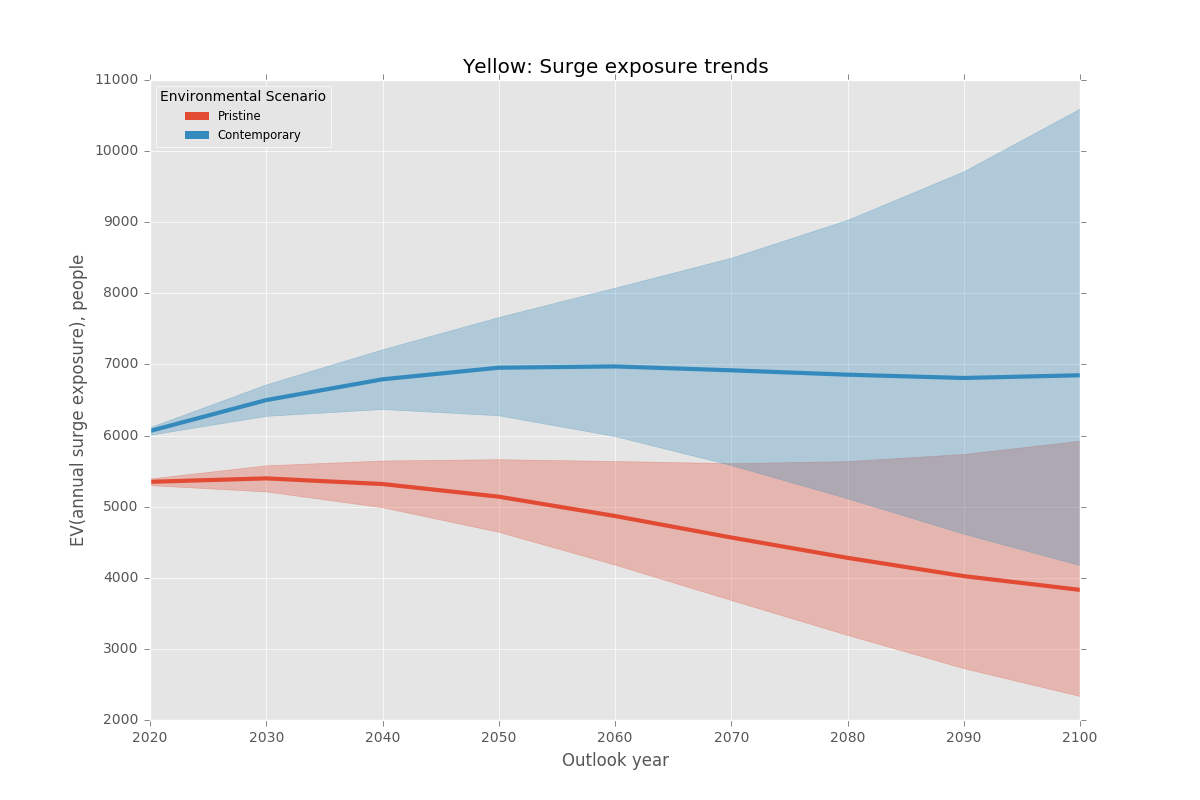 Yellow: Surge exposure trends
11000
Environmental Scenario
Pristine
Contemporary
10000
9000
8000
7000
6000
5000
4000
3000
2000
EV(annual surge exposure), people
2020 2030 2040 2050 2060 2070 2080 2090 2100
Outlook year